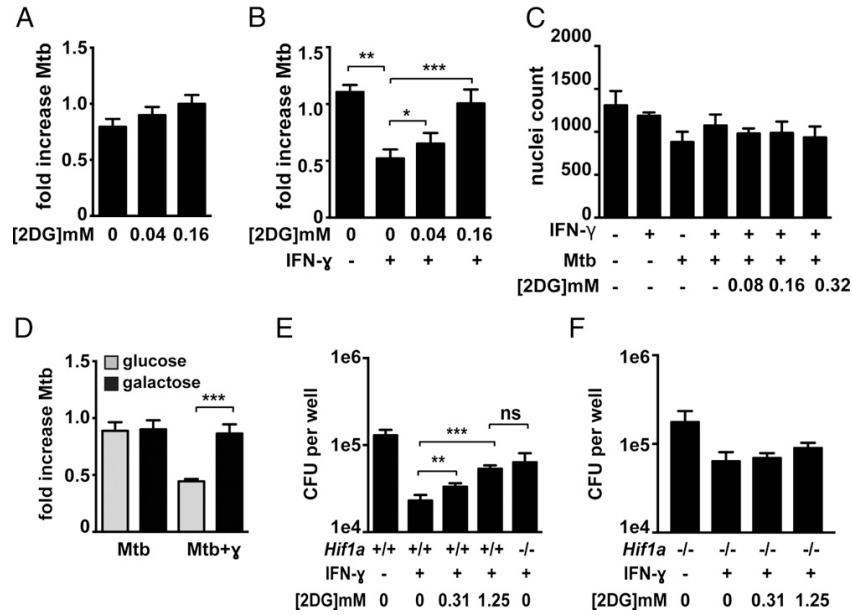 A
fold increase Mtb
1.5
1.0
0.5
0
[2DG]mM 0 0.04 0.16
B
fold increase Mtb
1.5
1.0
0.5
0
** *** *
[2DG]mM 0 0 0.04 0.16
IFN-ɣ - + + +
C
nuclei count
2000
1500
1000
500
0
IFN-γ - + - + + + +
Mtb - - + + + + +
[2DG]mM - - - - 0.08 0.16 0.32
D
fold increase Mtb
1.5
1.0
0.5
0
glucose
galactose
***
Mtb Mtb+ɣ
E
CFU per well
1e6
1e5
1e4
** *** ns
Hif1a +/+ +/+ +/+ +/+ -/-
IFN-ɣ - + + + +
[2DG]mM 0 0 0.31 1.25 0
F
CFU per well
1e6
1e5
1e4
Hif1a -/- -/- -/- -/-
IFN-ɣ - + + +
[2DG]mM 0 0 0.31 1.25